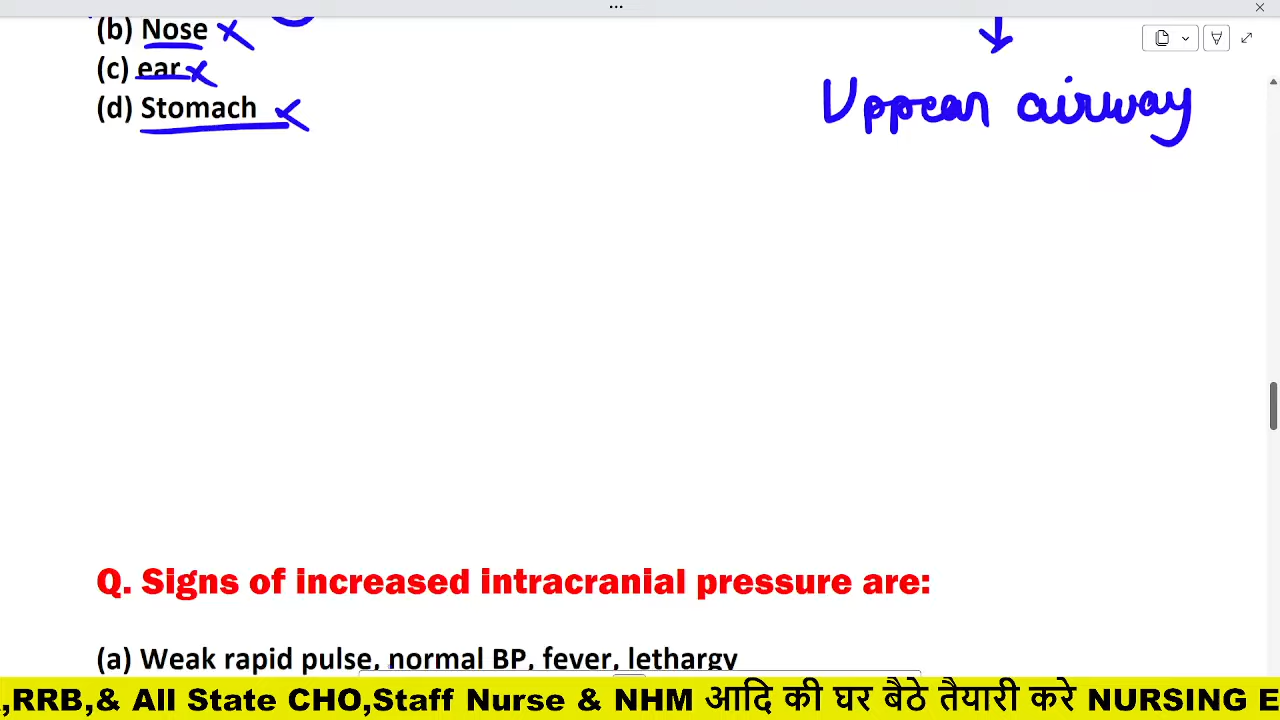 (b) Nose
(c) ear
(d) Stomach
Uppear airway
Q. Signs of increased intracranial pressure are:
(a) Weak rapid pulse, normal BP, fever, lethargy
,RRB,& All State CHO,Staff Nurse & NHM आदि की घर बैठे तैयारी करे NURSING E